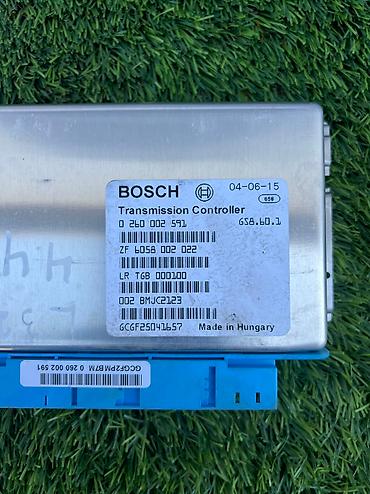 BOSCH 04-06-15
Transmission Controller
0 260 002 591 GS8.60.1
ZF 6058 002 022
LR TGB 000100
002 BMJC2123
GCGF25041657 Made in Hungary
GCGF2PMB7M 0 260 002 591